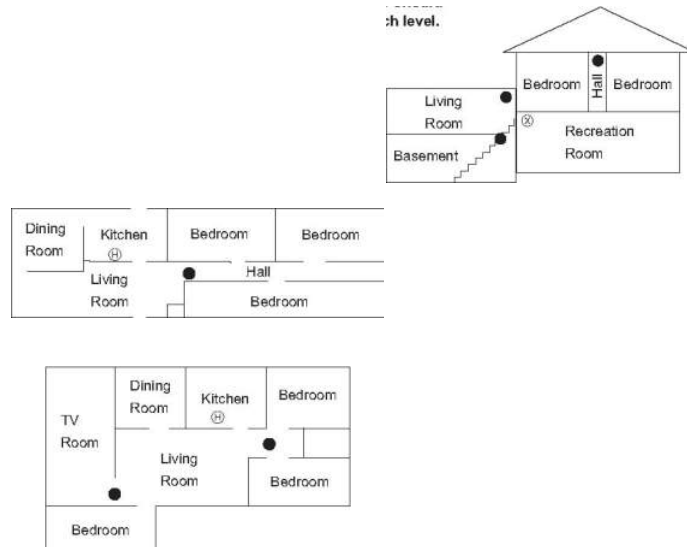 ch level.
Bedroom
Hall
Bedroom
Living
Room
X
Recreation
Room
Basement
Dining
Room
Kitchen
H
Bedroom
Bedroom
Living
Room
Hall
Bedroom
TV
Room
Dining
Room
Kitchen
H
Bedroom
Living
Room
Bedroom
Bedroom